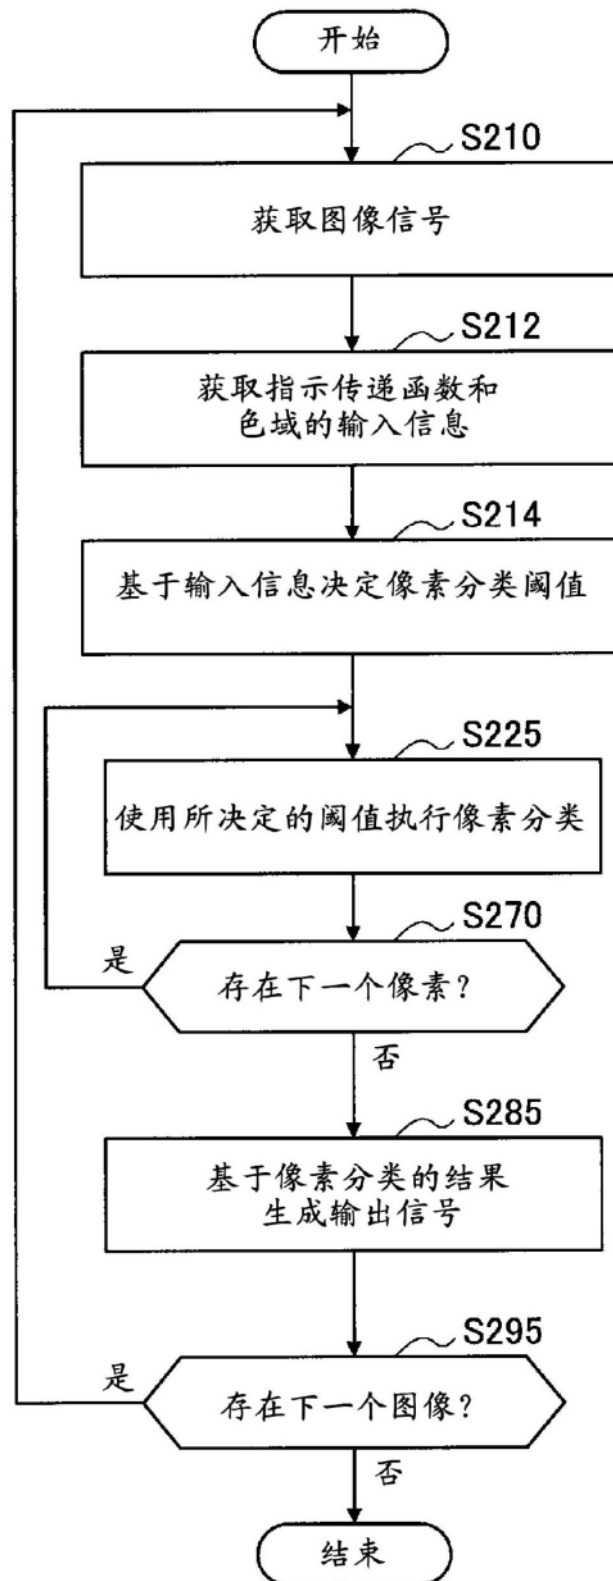 开始
S210
获取图像信号
S212
获取指示传递函数和
色域的输入信息
S214
基于输入信息决定像素分类阈值
S225
使用所决定的阈值执行像素分类
S270
是
存在下一个像素?
否
S285
基于像素分类的结果
生成输出信号
S295
是
存在下一个图像?
否
结束